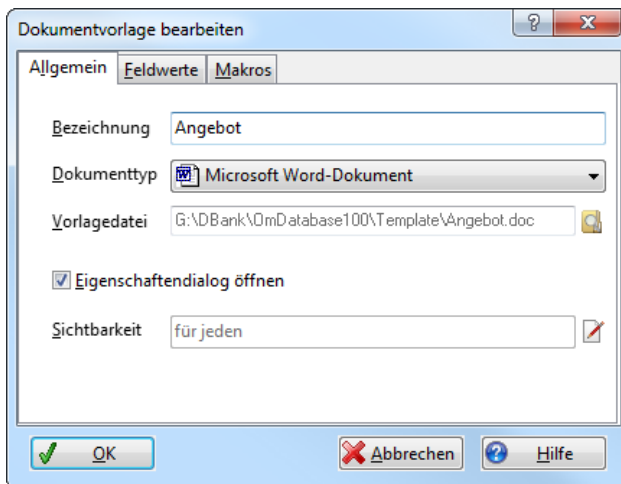 Dokumentvorlage bearbeiten
Allgemein Feldwerte Makros
Bezeichnung Angebot
Dokumenttyp Microsoft Word-Dokument
Vorlagedatei G:\DBank\OmDatabase100\Template\Angebot.doc
Eigenschaftendialog öffnen
Sichtbarkeit für jeden
OK Abbrechen Hilfe